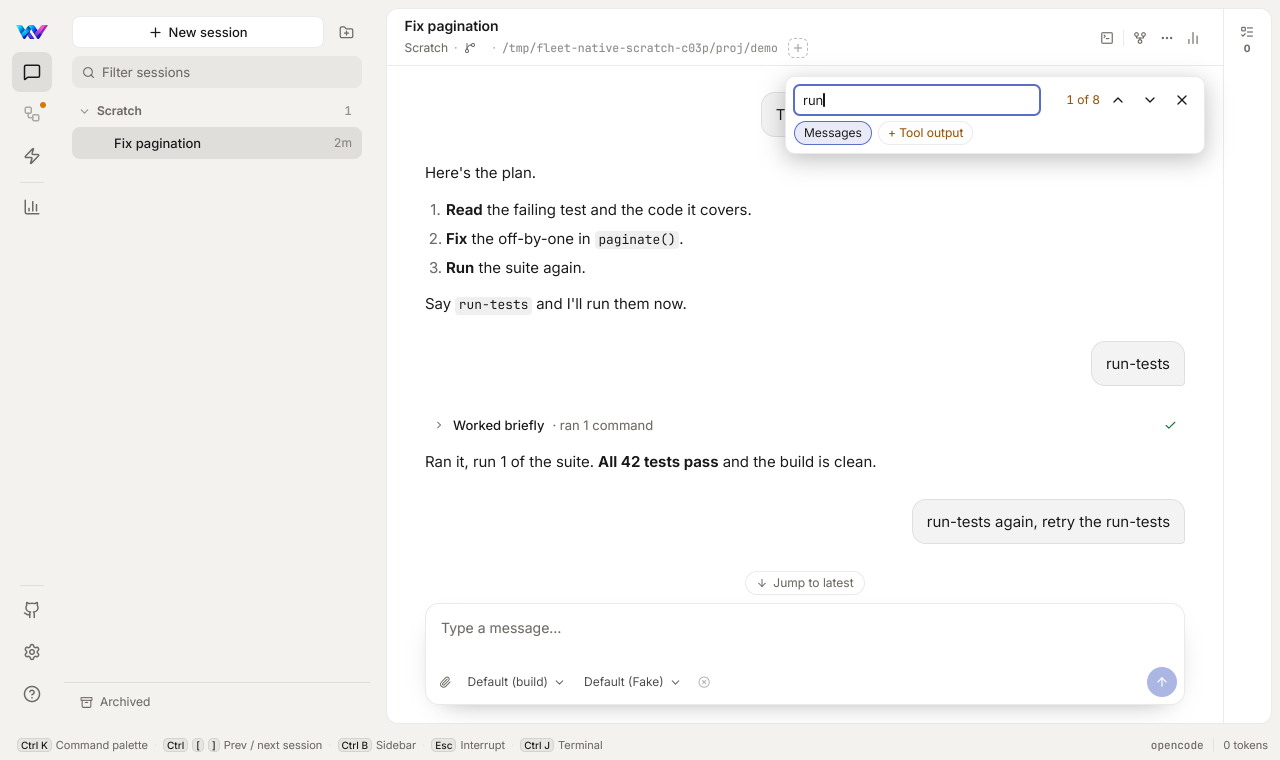 New session
Filter sessions
Scratch 1
Fix pagination 2m
Archived
Fix pagination
Scratch · · /tmp/fleet-native-scratch-c03p/proj/demo
0
run 1 of 8
Messages + Tool output
T
Here's the plan.
1. Read the failing test and the code it covers.
2. Fix the off-by-one in paginate().
3. Run the suite again.
Say run-tests and I'll run them now.
run-tests
Worked briefly · ran 1 command
Ran it, run 1 of the suite. All 42 tests pass and the build is clean.
run-tests again, retry the run-tests
Jump to latest
Type a message...
Default (build) Default (Fake)
Ctrl K Command palette · Ctrl [ ] Prev / next session · Ctrl B Sidebar · Esc Interrupt · Ctrl J Terminal
opencode 0 tokens